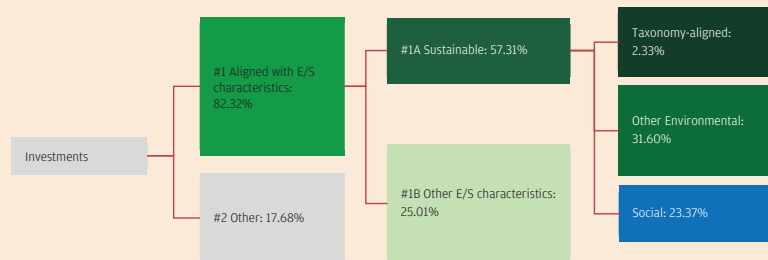 Investments
#1 Aligned with E/S
characteristics:
82.32%
#2 Other: 17.68%
#1A Sustainable: 57.31%
#1B Other E/S characteristics:
25.01%
Taxonomy-aligned:
2.33%
Other Environmental:
31.60%
Social: 23.37%